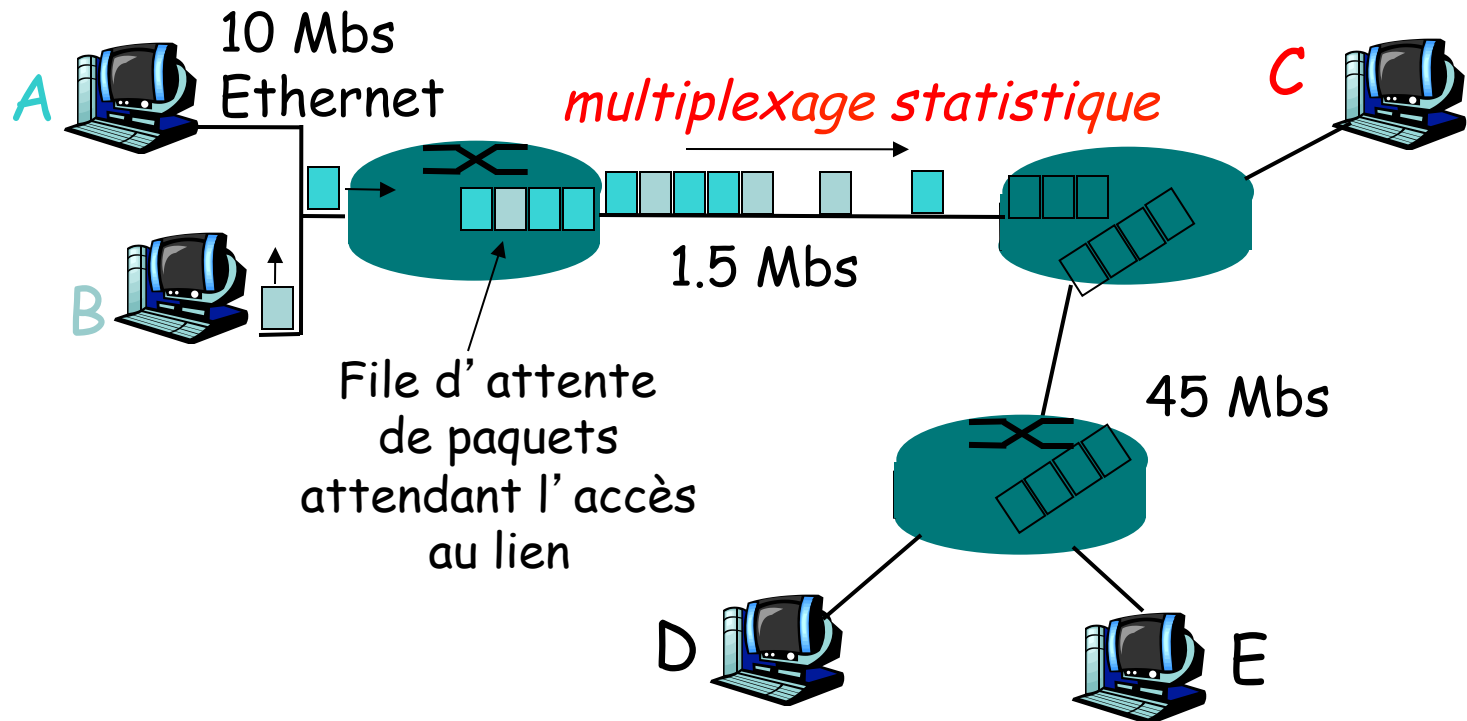 10 Mbs
Ethernet
A
multiplexage statistique
C
B
1.5 Mbs
File d’attente
de paquets
attendant l’accès
au lien
45 Mbs
D
E